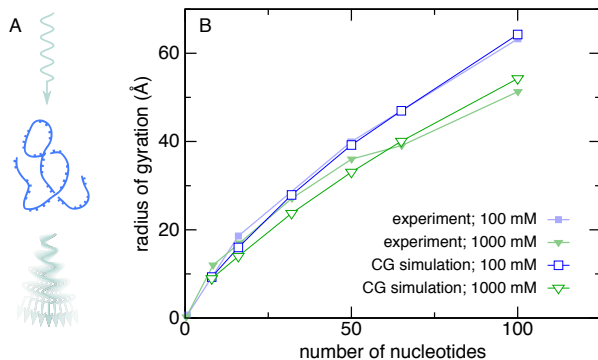 A
B
radius of gyration (Å)
60
40
20
0
0
50
100
number of nucleotides
experiment; 100 mM
experiment; 1000 mM
CG simulation; 100 mM
CG simulation; 1000 mM